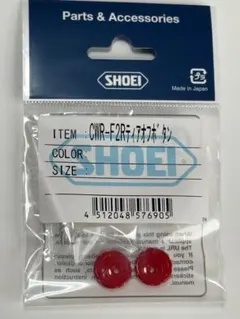 Parts & Accessories
SHOEI
Made in Japan
ITEM CWR-F2Rティアオフボタン
COLOR
SIZE
SHOEI
4 512048 576905